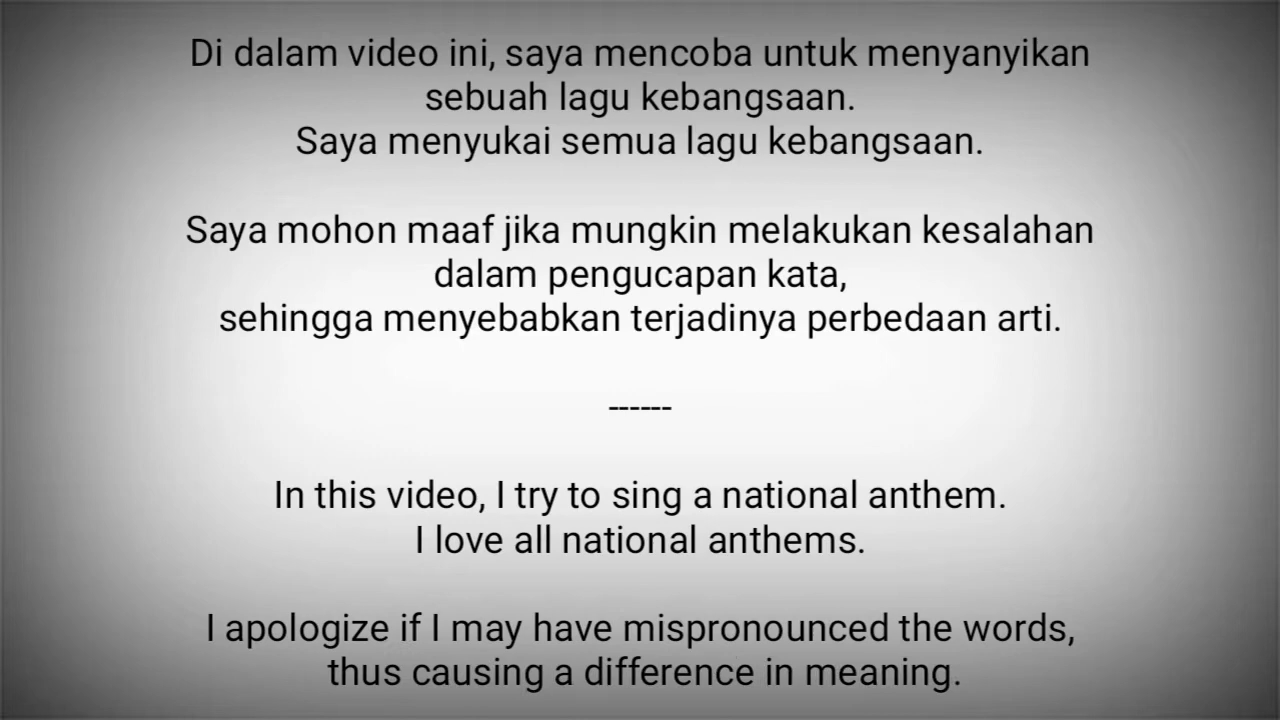 Di dalam video ini, saya mencoba untuk menyanyikan
sebuah lagu kebangsaan.
Saya menyukai semua lagu kebangsaan.
Saya mohon maaf jika mungkin melakukan kesalahan
dalam pengucapan kata,
sehingga menyebabkan terjadinya perbedaan arti.
------
In this video, I try to sing a national anthem.
I love all national anthems.
I apologize if I may have mispronounced the words,
thus causing a difference in meaning.